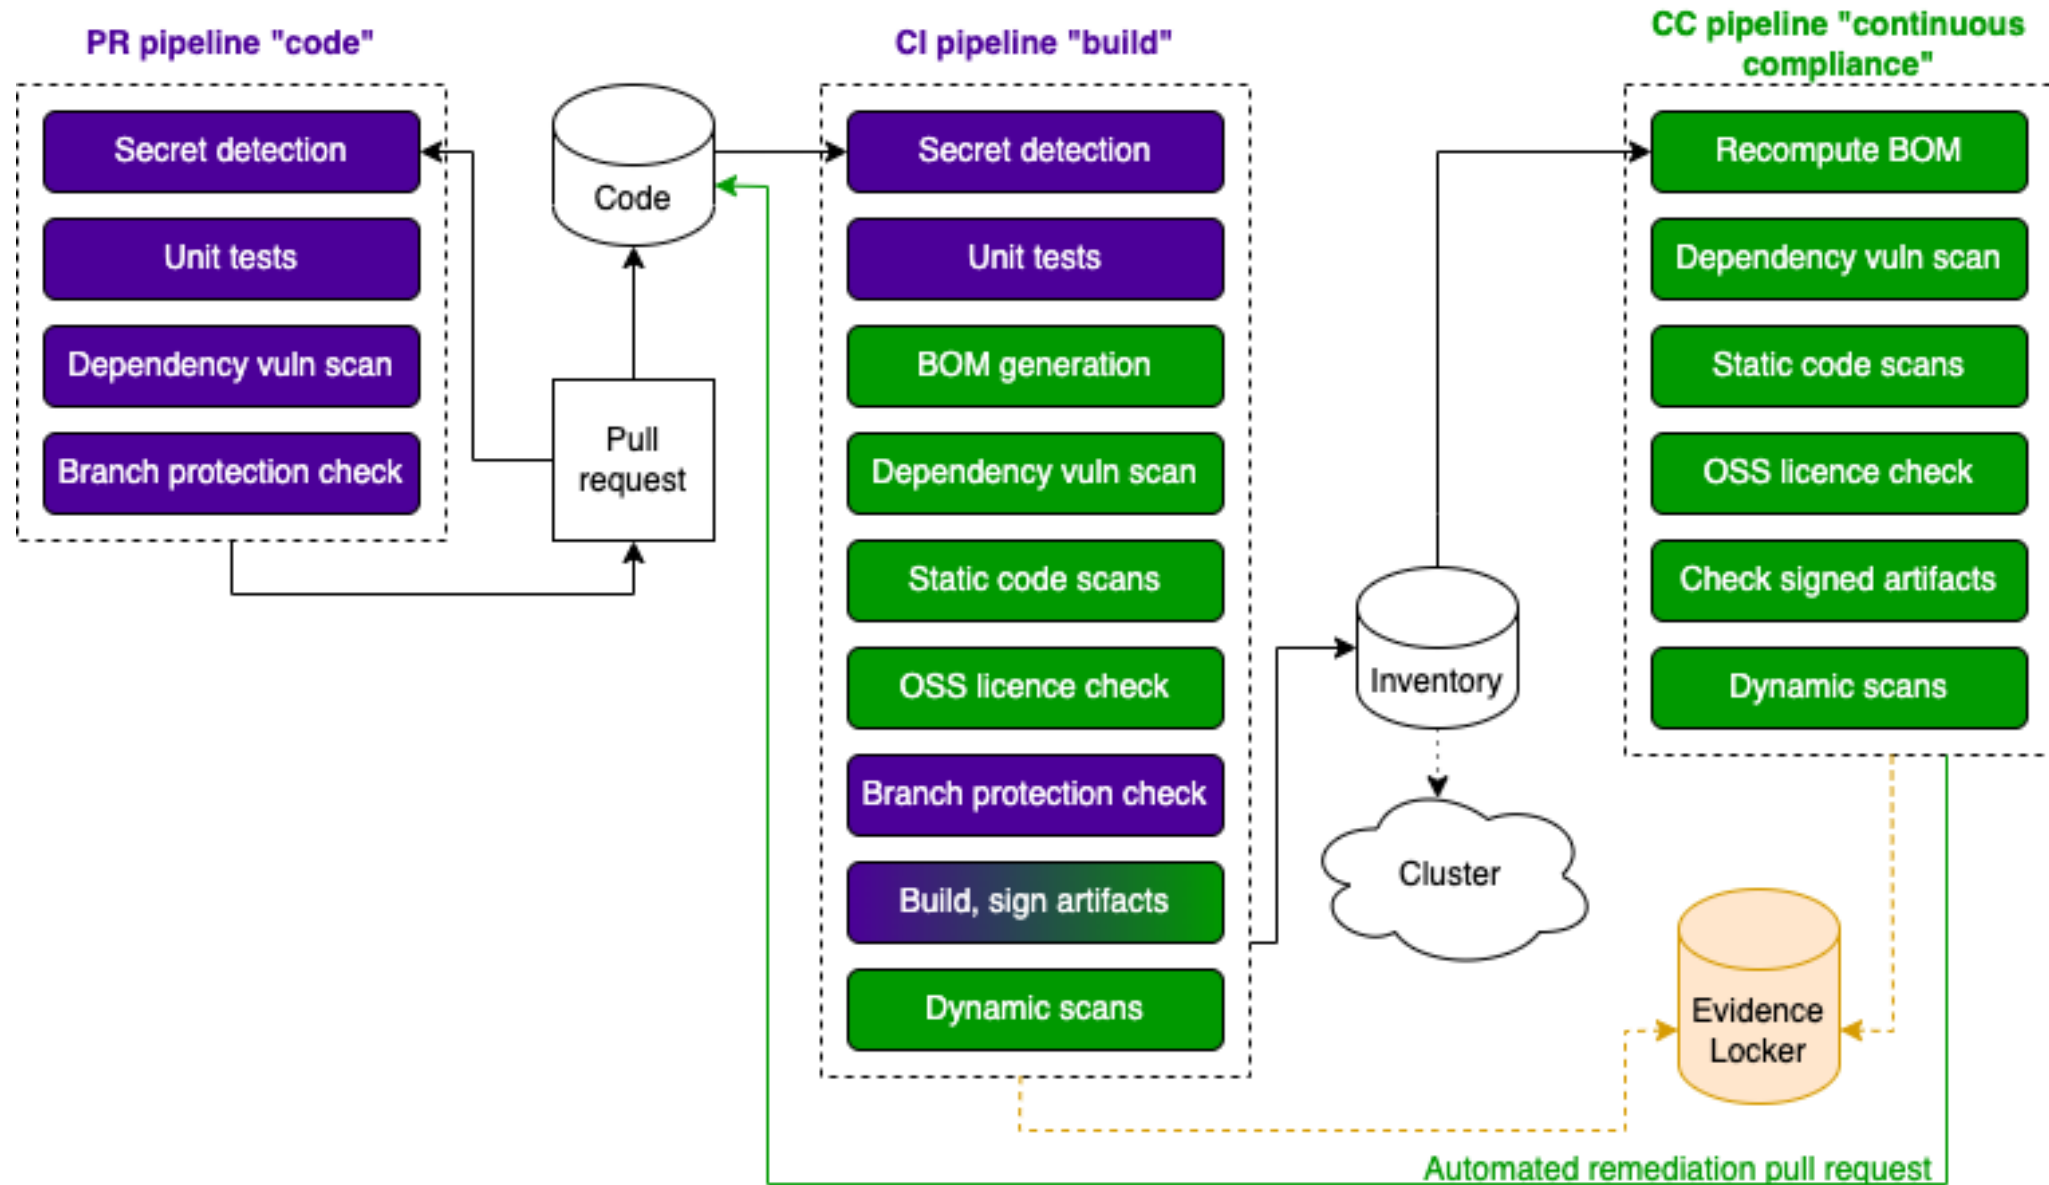 PR pipeline "code"
Secret detection
Unit tests
Dependency vuln scan
Branch protection check
Code
Pull
request
CI pipeline "build"
Secret detection
Unit tests
BOM generation
Dependency vuln scan
Static code scans
OSS licence check
Branch protection check
Build, sign artifacts
Dynamic scans
Inventory
Cluster
CC pipeline "continuous
compliance"
Recompute BOM
Dependency vuln scan
Static code scans
OSS licence check
Check signed artifacts
Dynamic scans
Evidence
Locker
Automated remediation pull request